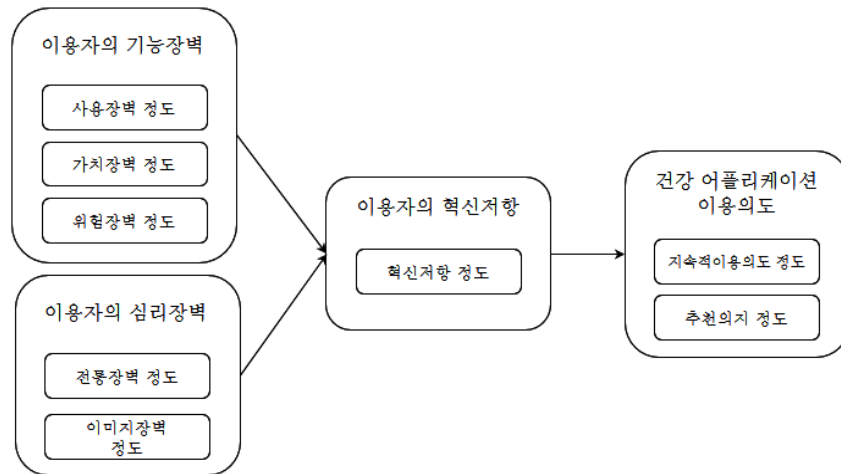 이용자의 기능장벽
사용장벽 정도
가치장벽 정도
위험장벽 정도
이용자의 심리장벽
전통장벽 정도
이미지장벽
정도
이용자의 혁신저항
혁신저항 정도
건강 어플리케이션
이용의도
지속적이용의도 정도
추천의지 정도